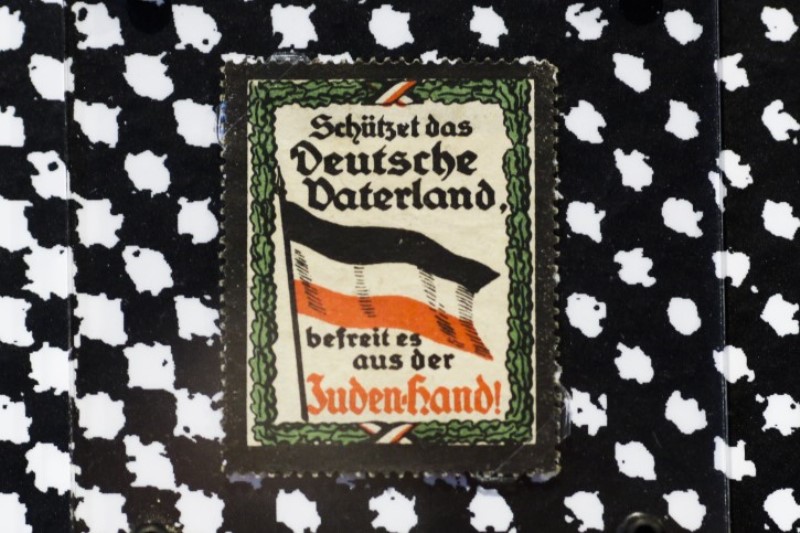 Schützet das
Deutsche
Vaterland,
befreit es
aus der
Juden-Hand!